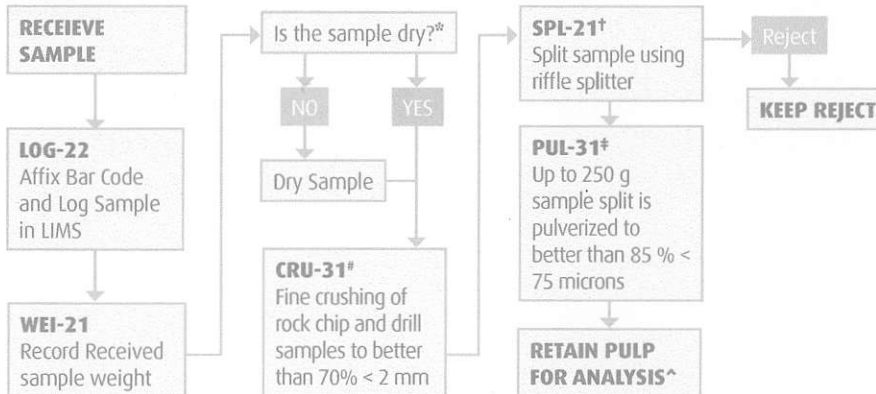 RECEIEVE
SAMPLE
LOG-22
Affix Bar Code
and Log Sample
in LIMS
WEI-21
Record Received
sample weight
Is the sample dry?*
NO
YES
Dry Sample
CRU-31#
Fine crushing of
rock chip and drill
samples to better
than 70% < 2 mm
SPL-21†
Split sample using
riffle splitter
Reject
KEEP REJECT
PUL-31‡
Up to 250 g
sample split is
pulverized to
better than 85 % <
75 microns
RETAIN PULP
FOR ANALYSIS^